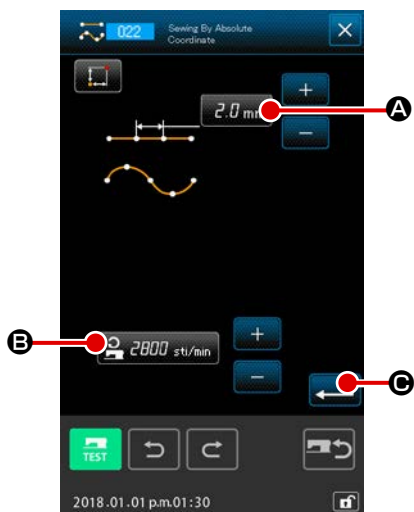 022 Sewing By Absolute
Coordinate
2.0 mm
A
B
2800 sti/min
C
TEST
2018.01.01 p.m.01:30